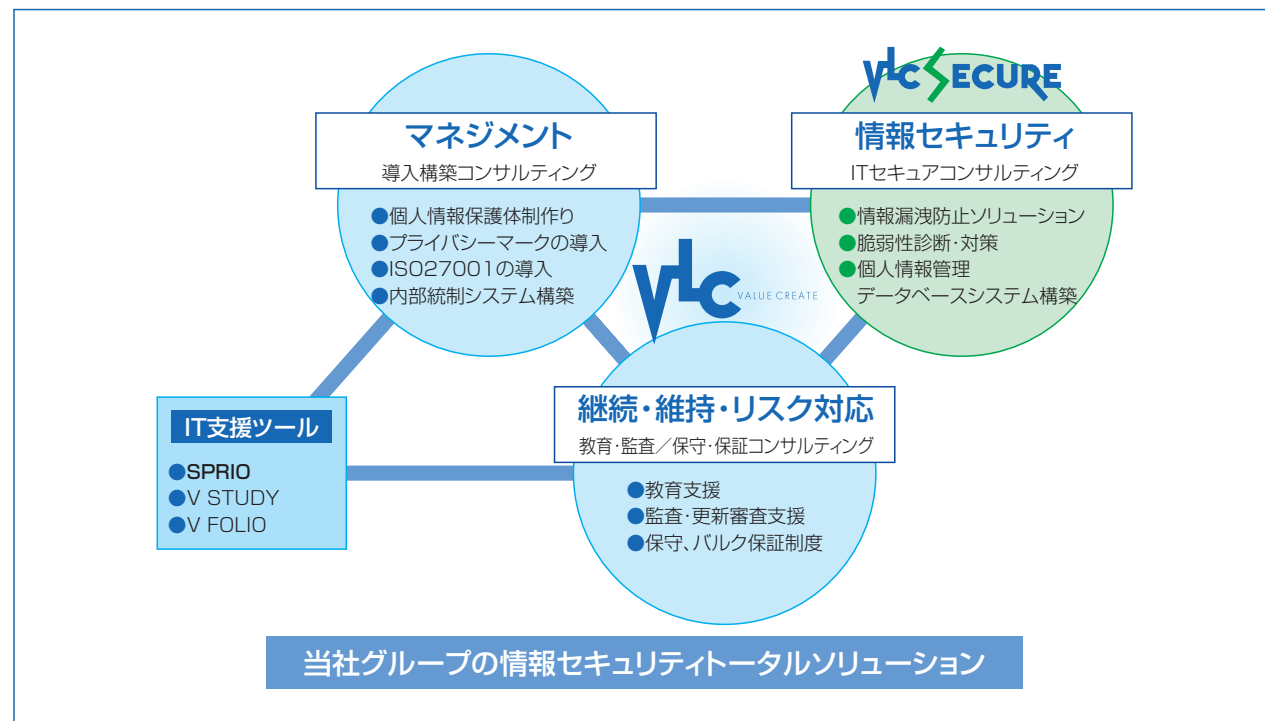 VLC SECURE
マネジメント
導入構築コンサルティング
●個人情報保護体制作り
●プライバシーマークの導入
●ISO27001の導入
●内部統制システム構築
情報セキュリティ
ITセキュアコンサルティング
●情報漏洩防止ソリューション
●脆弱性診断・対策
●個人情報管理
データベースシステム構築
VLC VALUE CREATE
継続・維持・リスク対応
教育・監査／保守・保証コンサルティング
●教育支援
●監査・更新審査支援
●保守、バルク保証制度
IT支援ツール
●SPRIO
●V STUDY
●V FOLIO
当社グループの情報セキュリティトータルソリューション